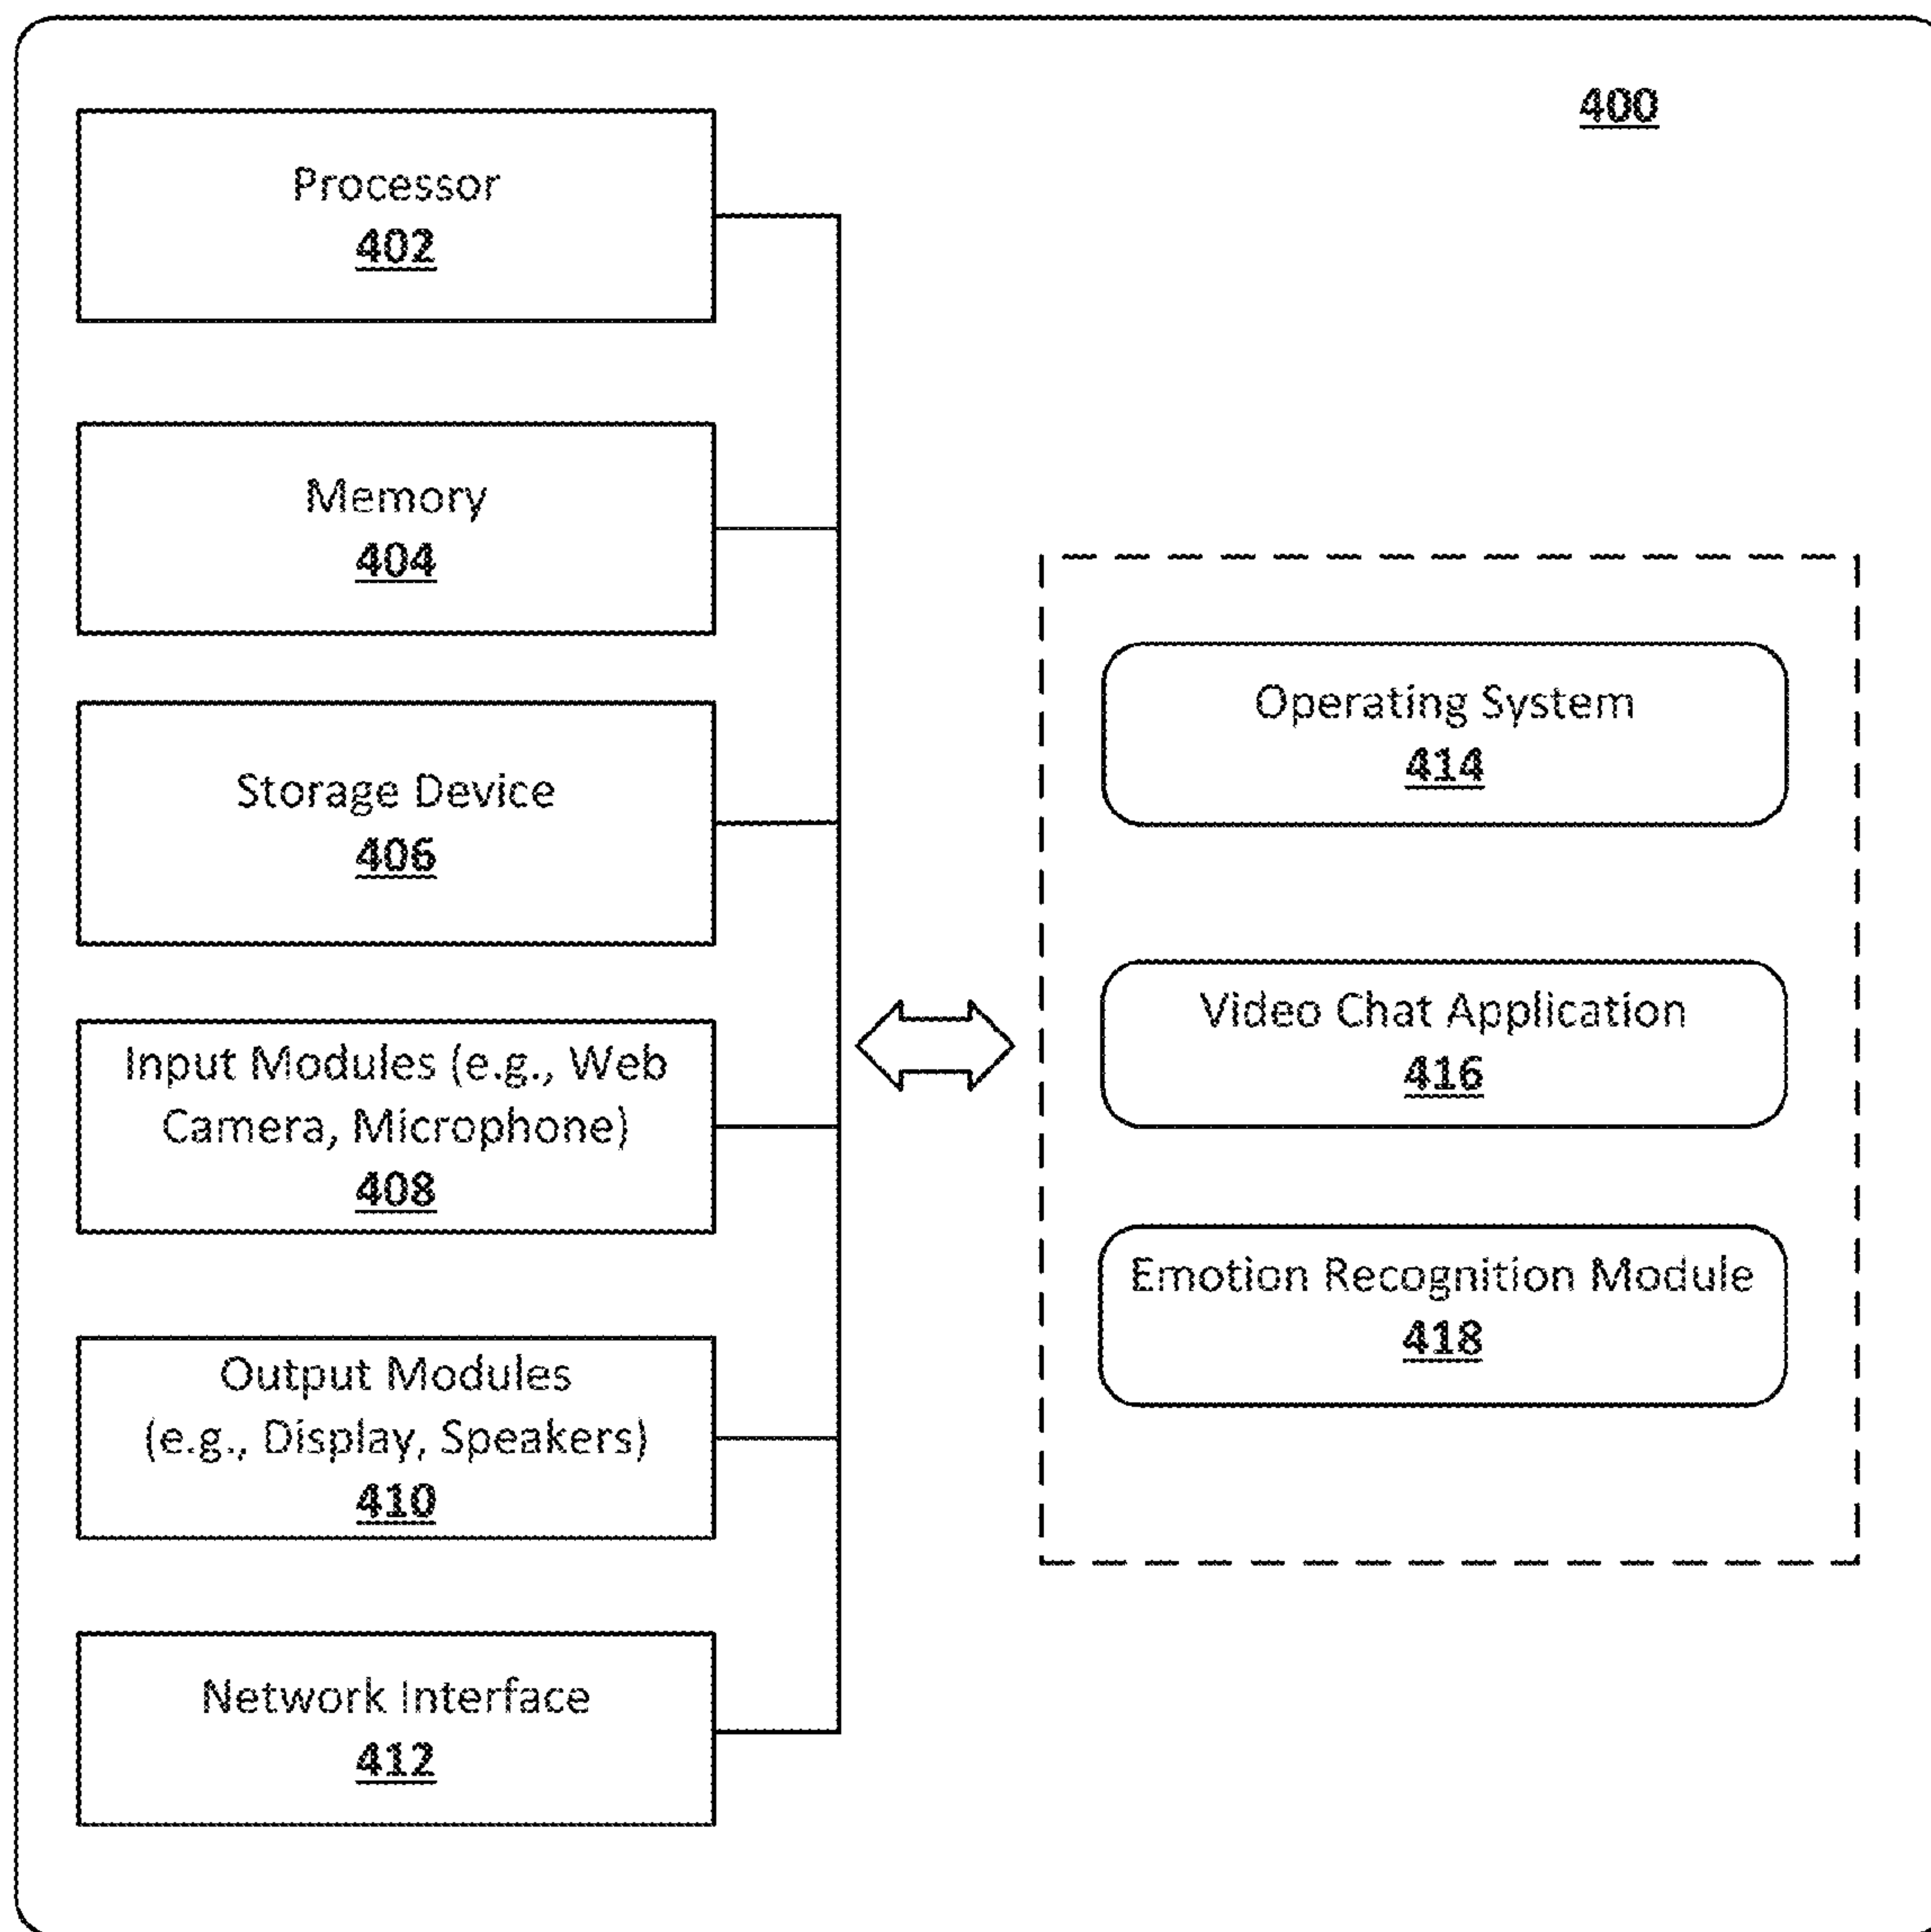 400
Processor
402
Memory
404
Storage Device
406
Input Modules (e.g., Web
Camera, Microphone)
408
Output Modules
(e.g., Display, Speakers)
410
Network Interface
412
Operating System
414
Video Chat Application
416
Emotion Recognition Module
418